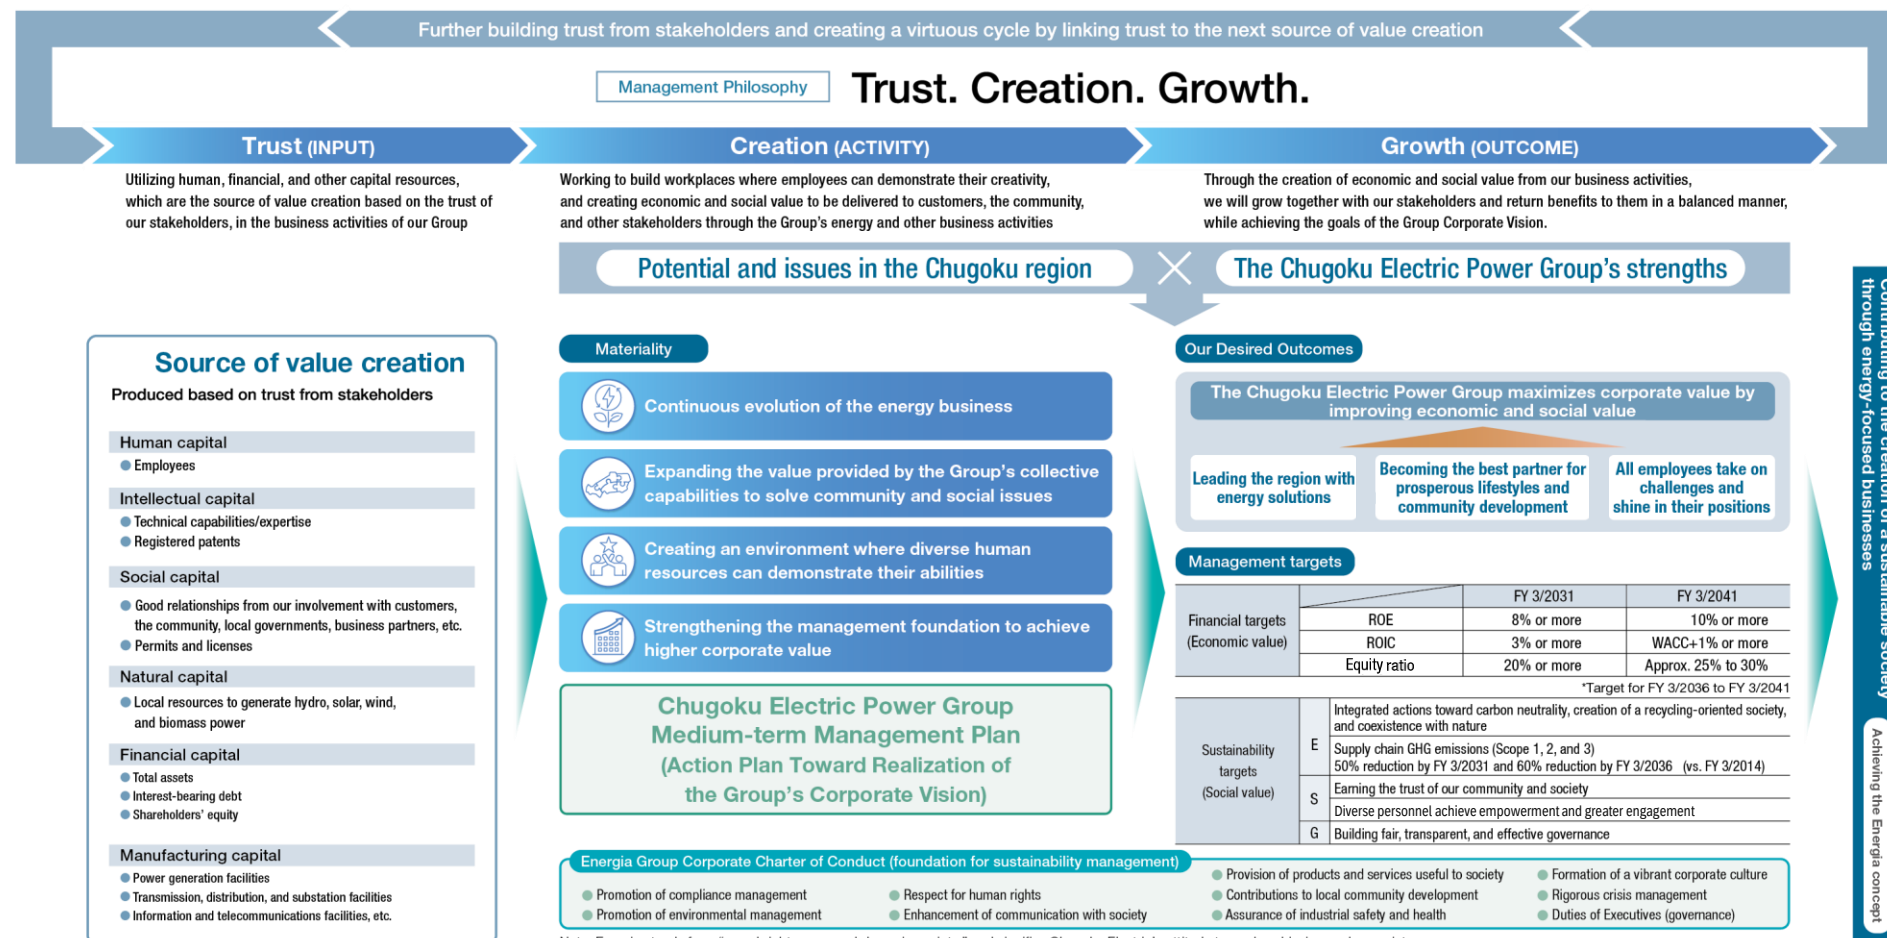 Further building trust from stakeholders and creating a virtuous cycle by linking trust to the next source of value creation
Management Philosophy
Trust. Creation. Growth.
Trust (INPUT)
Utilizing human, financial, and other capital resources,
which are the source of value creation based on the trust of
our stakeholders, in the business activities of our Group
Creation (ACTIVITY)
Working to build workplaces where employees can demonstrate their creativity,
and creating economic and social value to be delivered to customers, the community,
and other stakeholders through the Group's energy and other business activities
Growth (OUTCOME)
Through the creation of economic and social value from our business activities,
we will grow together with our stakeholders and return benefits to them in a balanced manner,
while achieving the goals of the Group Corporate Vision.
Potential and issues in the Chugoku region
The Chugoku Electric Power Group's strengths
Source of value creation
Produced based on trust from stakeholders
Human capital
Employees
Intellectual capital
Technical capabilities/expertise
Registered patents
Social capital
Good relationships from our involvement with customers,
the community, local governments, business partners, etc.
Permits and licenses
Natural capital
Local resources to generate hydro, solar, wind,
and biomass power
Financial capital
Total assets
Interest-bearing debt
Shareholders' equity
Manufacturing capital
Power generation facilities
Transmission, distribution, and substation facilities
Information and telecommunications facilities, etc.
Materiality
Continuous evolution of the energy business
Expanding the value provided by the Group's collective
capabilities to solve community and social issues
Creating an environment where diverse human
resources can demonstrate their abilities
Strengthening the management foundation to achieve
higher corporate value
Chugoku Electric Power Group
Medium-term Management Plan
(Action Plan Toward Realization of
the Group's Corporate Vision)
Our Desired Outcomes
The Chugoku Electric Power Group maximizes corporate value by
improving economic and social value
Leading the region with
energy solutions
Becoming the best partner for
prosperous lifestyles and
community development
All employees take on
challenges and
shine in their positions
Management targets
Financial targets
(Economic value)
FY 3/2031 FY 3/2041
ROE 8% or more 10% or more
ROIC 3% or more WACC+1% or more
Equity ratio 20% or more Approx. 25% to 30%
*Target for FY 3/2036 to FY 3/2041
Sustainability
targets
(Social value)
E
Integrated actions toward carbon neutrality, creation of a recycling-oriented society,
and coexistence with nature
Supply chain GHG emissions (Scope 1, 2, and 3)
50% reduction by FY 3/2031 and 60% reduction by FY 3/2036 (vs. FY 3/2014)
S
Earning the trust of our community and society
Diverse personnel achieve empowerment and greater engagement
G
Building fair, transparent, and effective governance
Energia Group Corporate Charter of Conduct (foundation for sustainability management)
Promotion of compliance management
Promotion of environmental management
Respect for human rights
Enhancement of communication with society
Provision of products and services useful to society
Contributions to local community development
Assurance of industrial safety and health
Formation of a vibrant corporate culture
Rigorous crisis management
Duties of Executives (governance)
Contributing to the creation of a sustainable society
through energy-focused businesses
Achieving the Energia concept